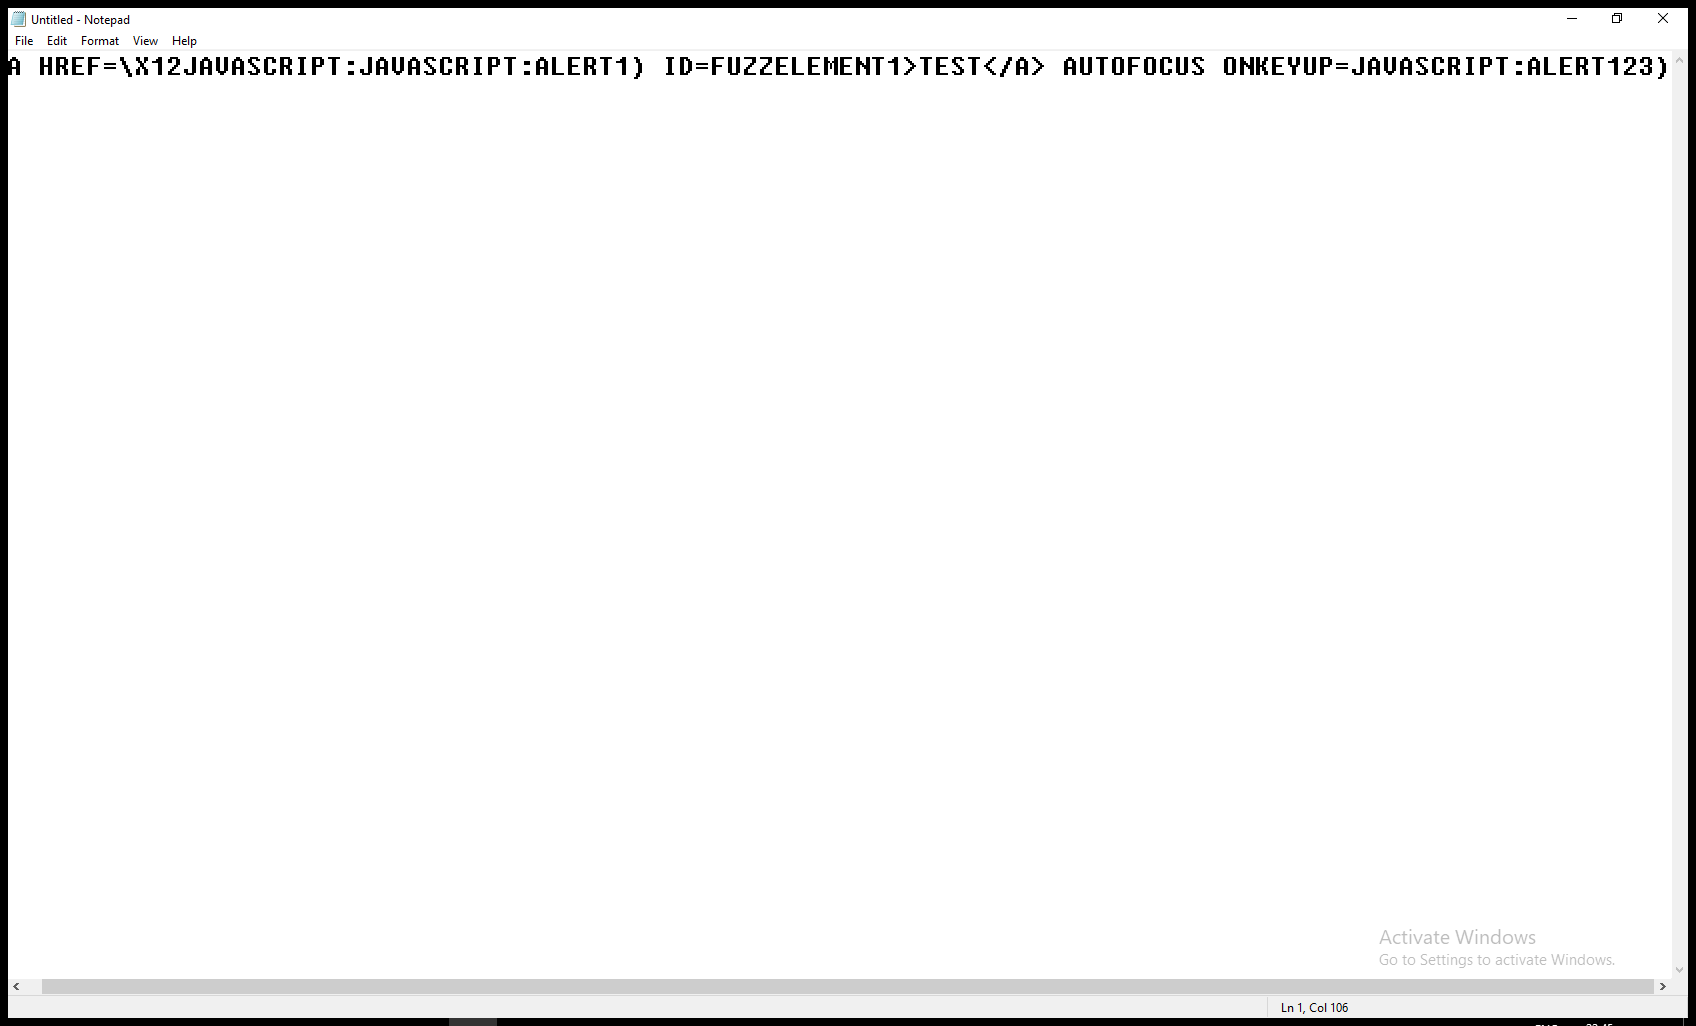 Untitled - Notepad
File Edit Format View Help
A HREF=\X12JAVASCRIPT:JAVASCRIPT:ALERT1) ID=FUZZELEMENT1>TEST</A> AUTOFOCUS ONKEYUP=JAVASCRIPT:ALERT123)
Activate Windows
Go to Settings to activate Windows.
Ln 1, Col 106